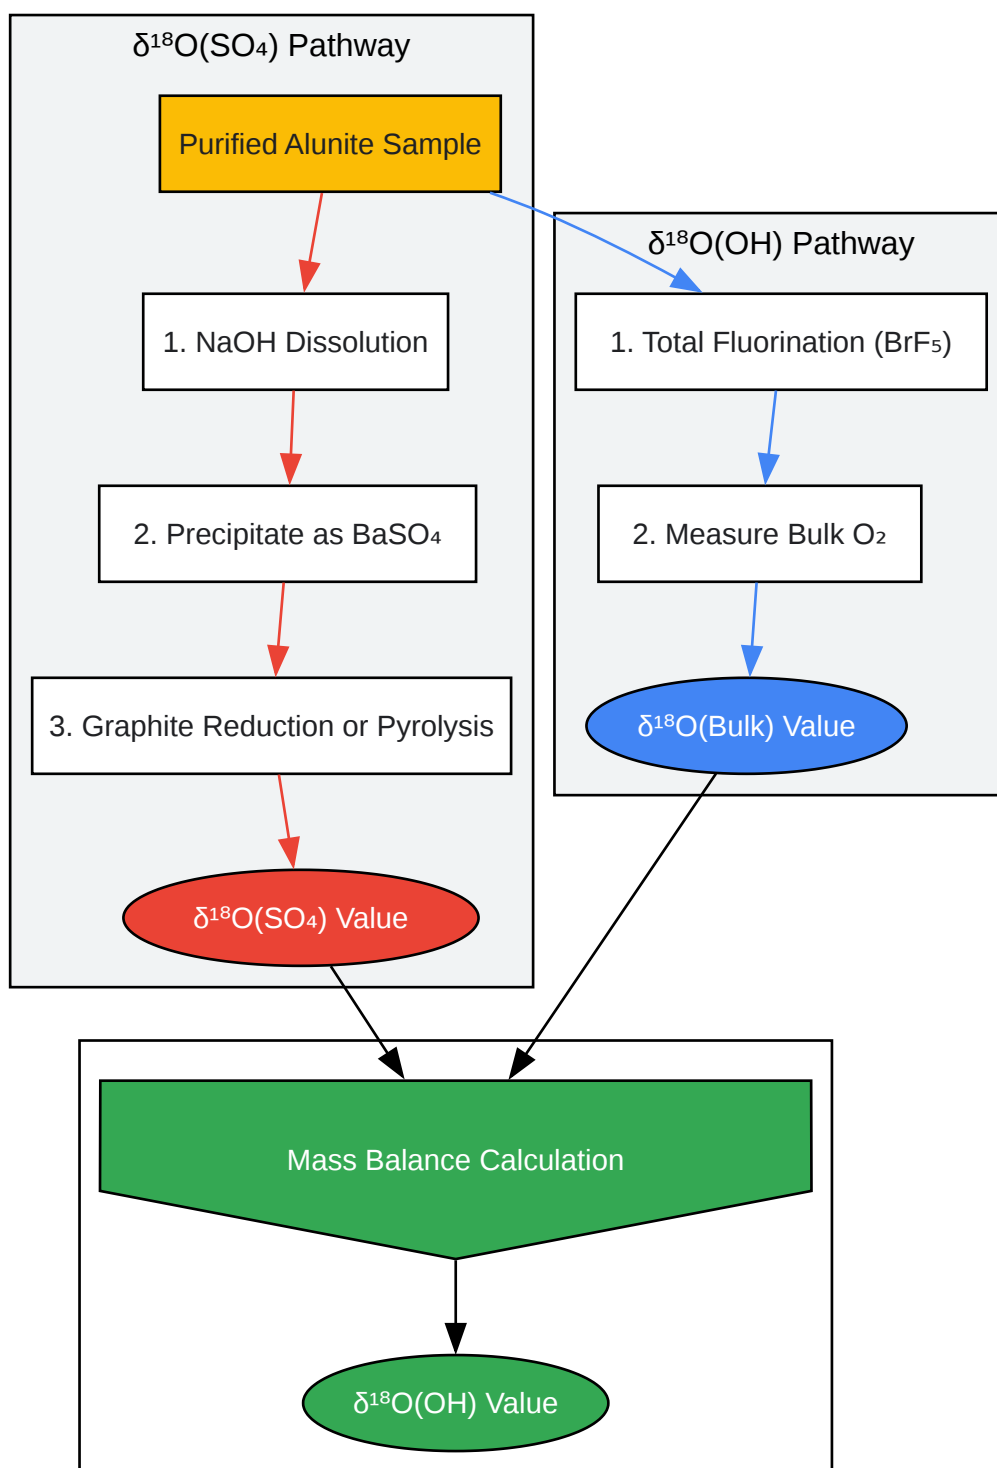 δ¹⁸O(SO₄) Pathway
Purified Alunite Sample
δ¹⁸O(OH) Pathway
1. NaOH Dissolution
1. Total Fluorination (BrF₅)
2. Precipitate as BaSO₄
2. Measure Bulk O₂
3. Graphite Reduction or Pyrolysis
δ¹⁸O(Bulk) Value
δ¹⁸O(SO₄) Value
Mass Balance Calculation
δ¹⁸O(OH) Value